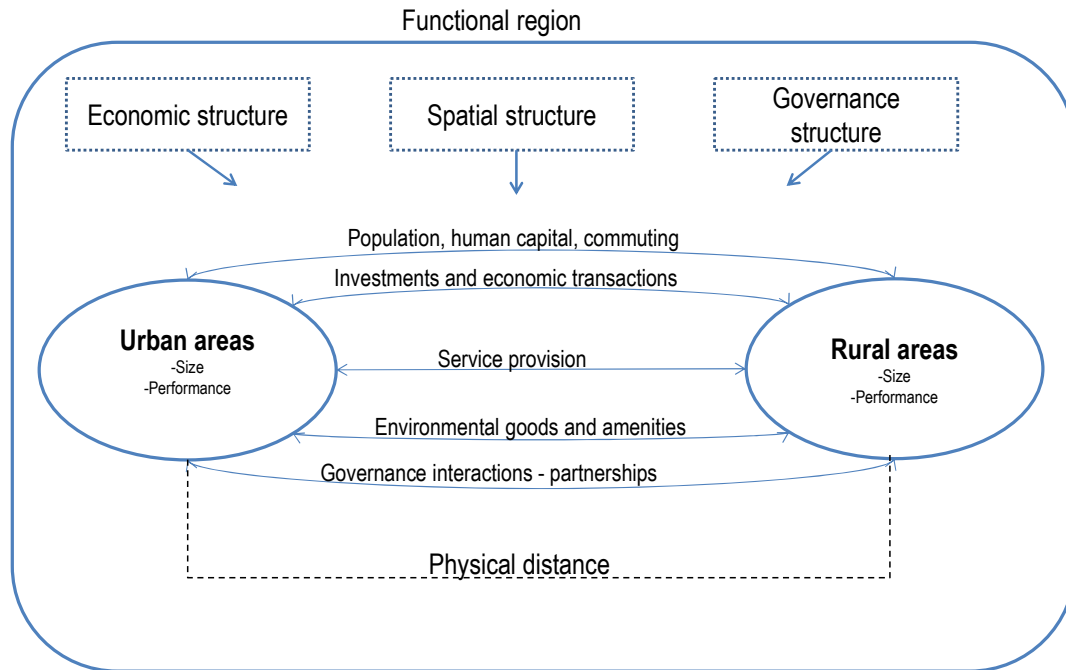 Functional region
Economic structure
Spatial structure
Governance
structure
Population, human capital, commuting
Investments and economic transactions
Urban areas
-Size
-Performance
Service provision
Rural areas
-Size
-Performance
Environmental goods and amenities
Governance interactions - partnerships
Physical distance